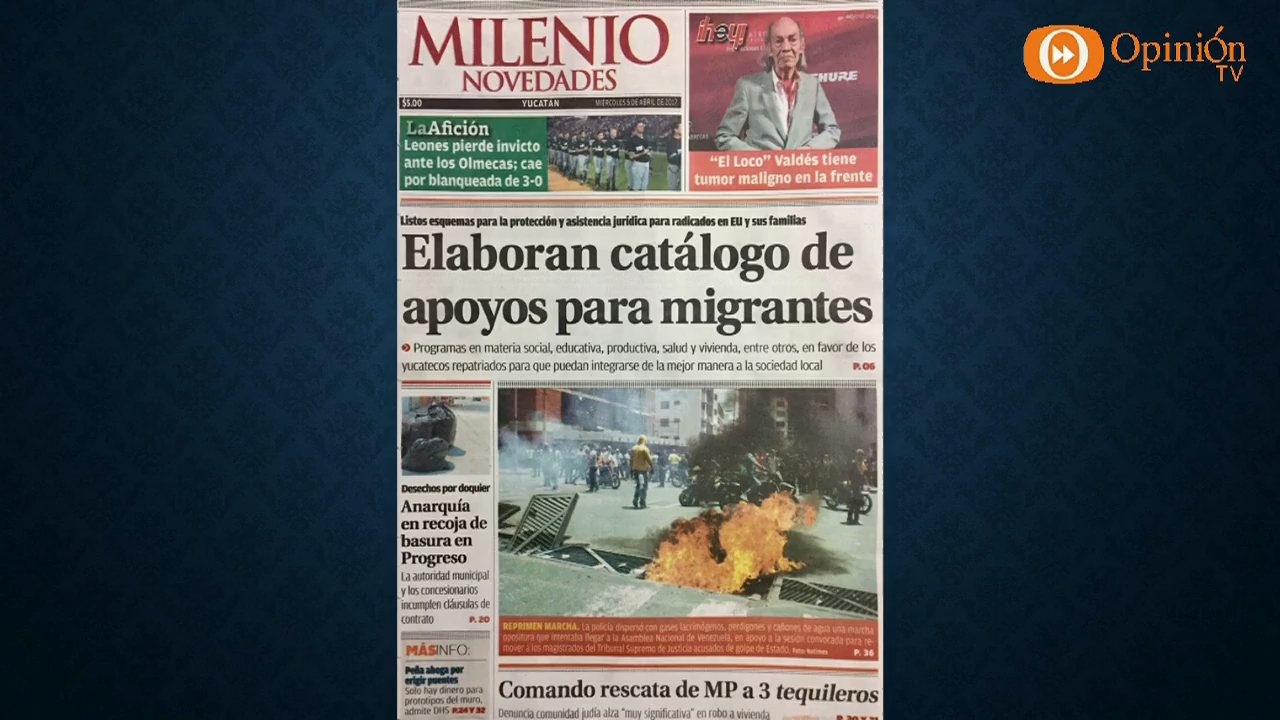 MILENIO
NOVEDADES
$5.00 YUCATÁN MIÉRCOLES 5 DE ABRIL DE 2017
LaAfición
Leones pierde invicto
ante los Olmecas; cae
por blanqueada de 3-0
¡hey!
CHURE
“El Loco” Valdés tiene
tumor maligno en la frente
Opinión
TV
Listos esquemas para la protección y asistencia jurídica para radicados en EU y sus familias
Elaboran catálogo de
apoyos para migrantes
Programas en materia social, educativa, productiva, salud y vivienda, entre otros, en favor de los
yucatecos repatriados para que puedan integrarse de la mejor manera a la sociedad local P. 06
Desechos por doquier
Anarquía
en recoja de
basura en
Progreso
La autoridad municipal
y los concesionarios
incumplen cláusulas de
contrato P. 20
MÁSINFO:
Peña aboga por
erigir puentes
Solo hay dinero para
prototipos del muro,
admite DHS P.24 Y 32
REPRIMEN MARCHA. La policía dispersó con gases lacrimógenos, perdigones y cañones de agua una marcha
opositora que intentaba llegar a la Asamblea Nacional de Venezuela, en apoyo a la sesión convocada para re-
mover a los magistrados del Tribunal Supremo de Justicia acusados de golpe de Estado. Foto: Notimex P. 36
Comando rescata de MP a 3 tequileros
Denuncia comunidad judía alza “muy significativa” en robo a vivienda